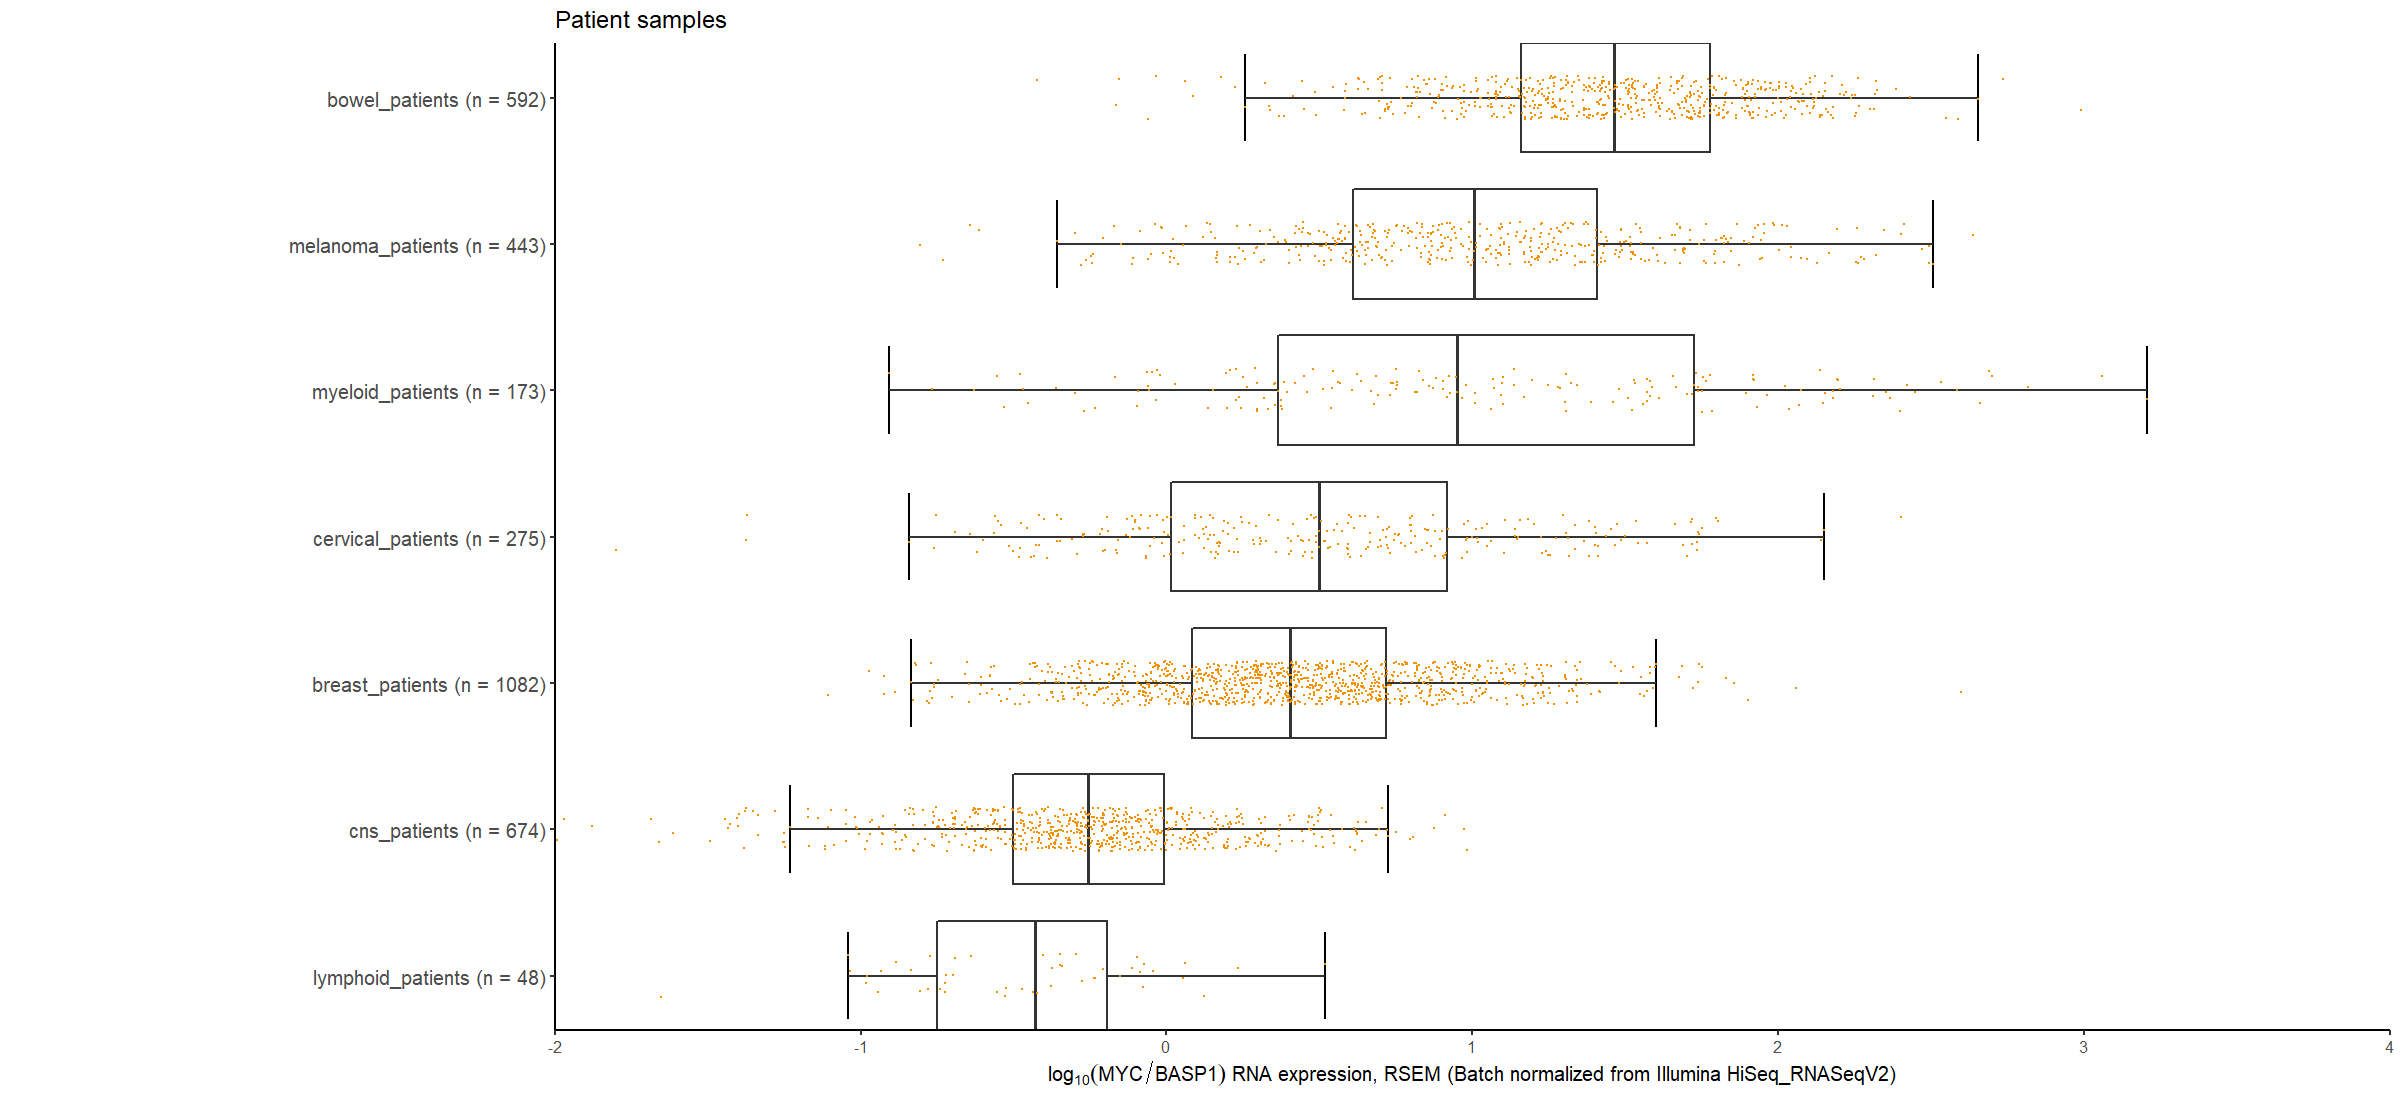 Patient samples
bowel_patients (n = 592)
melanoma_patients (n = 443)
myeloid_patients (n = 173)
cervical_patients (n = 275)
breast_patients (n = 1082)
cns_patients (n = 674)
lymphoid_patients (n = 48)
-2 -1 0 1 2 3 4
log₁₀(MYC/BASP1) RNA expression, RSEM (Batch normalized from Illumina HiSeq_RNASeqV2)